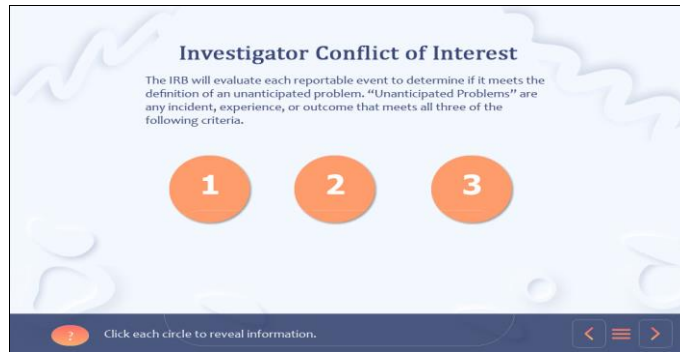 Investigator Conflict of Interest
The IRB will evaluate each reportable event to determine if it meets the
definition of an unanticipated problem. “Unanticipated Problems” are
any incident, experience, or outcome that meets all three of the
following criteria.
1 2 3
? Click each circle to reveal information.